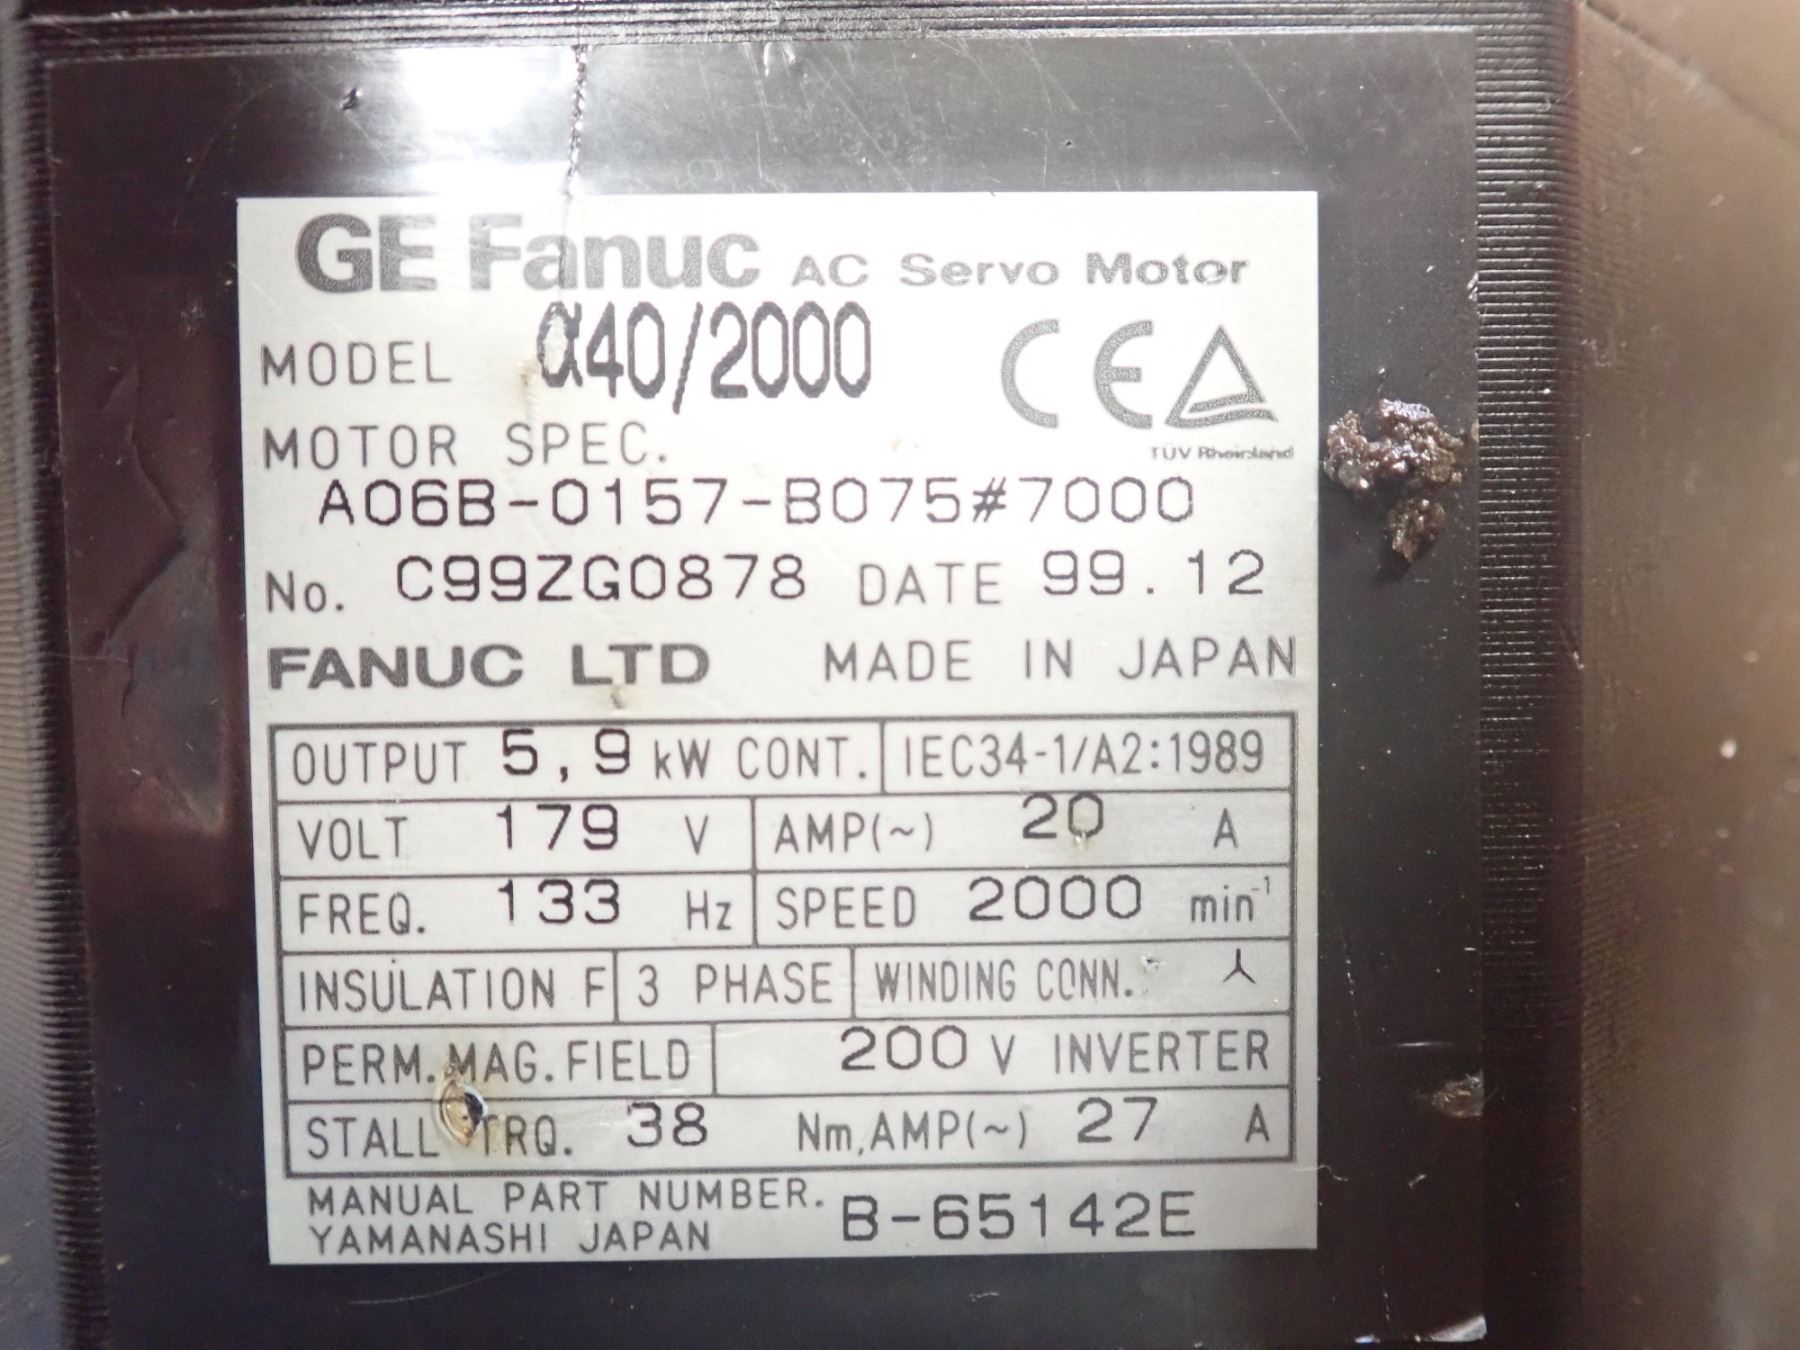 GE Fanuc AC Servo Motor
MODEL α40/2000 CE
TÜV Rheinland
MOTOR SPEC.
A06B-0157-B075#7000
No. C99ZG0878 DATE 99.12
FANUC LTD MADE IN JAPAN
OUTPUT 5,9 kW CONT. IEC34-1/A2:1989
VOLT 179 V AMP(~) 20 A
FREQ. 133 Hz SPEED 2000 min⁻¹
INSULATION F 3 PHASE WINDING CONN.
PERM.MAG.FIELD 200 V INVERTER
STALL TRQ. 38 Nm,AMP(~) 27 A
MANUAL PART NUMBER. B-65142E
YAMANASHI JAPAN